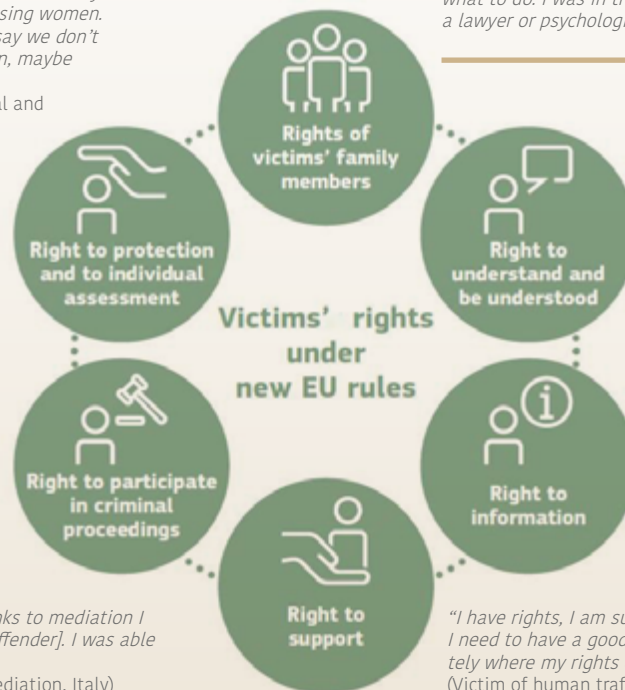 sing women.
say we don't
n, maybe
al and
what to do. I was in t
a lawyer or psycholog
Rights of
victims' family
members
Right to protection
and to individual
assessment
Right to
understand and
be understood
Victims' rights
under
new EU rules
Right to participate
in criminal
proceedings
Right to
information
Right to
support
nks to mediation I
ffender]. I was able
ediation, Italy)
"I have rights, I am su
I need to have a good
tely where my rights
(Victim of human traf